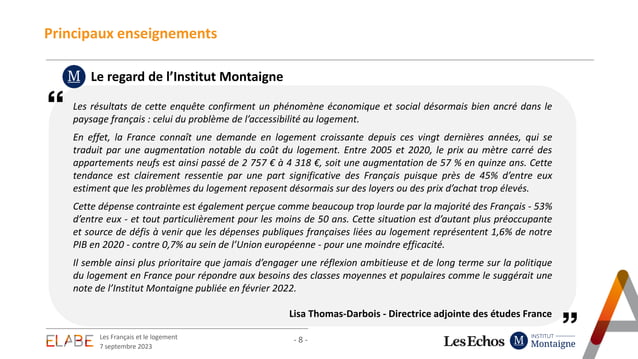 Principaux enseignements
M Le regard de l’Institut Montaigne
“
Les résultats de cette enquête confirment un phénomène économique et social désormais bien ancré dans le
paysage français : celui du problème de l’accessibilité au logement.
En effet, la France connaît une demande en logement croissante depuis ces vingt dernières années, qui se
traduit par une augmentation notable du coût du logement. Entre 2005 et 2020, le prix au mètre carré des
appartements neufs est ainsi passé de 2 757 € à 4 318 €, soit une augmentation de 57 % en quinze ans. Cette
tendance est clairement ressentie par une part significative des Français puisque près de 45% d’entre eux
estiment que les problèmes du logement reposent désormais sur des loyers ou des prix d’achat trop élevés.
Cette dépense contrainte est également perçue comme beaucoup trop lourde par la majorité des Français - 53%
d’entre eux - et tout particulièrement pour les moins de 50 ans. Cette situation est d’autant plus préoccupante
et source de défis à venir que les dépenses publiques françaises liées au logement représentent 1,6% de notre
PIB en 2020 - contre 0,7% au sein de l’Union européenne - pour une moindre efficacité.
Il semble ainsi plus prioritaire que jamais d’engager une réflexion ambitieuse et de long terme sur la politique
du logement en France pour répondre aux besoins des classes moyennes et populaires comme le suggérait une
note de l’Institut Montaigne publiée en février 2022.
Lisa Thomas-Darbois - Directrice adjointe des études France
”
ELABE
Les Français et le logement
7 septembre 2023
- 8 -
Les Echos
M INSTITUT
Montaigne